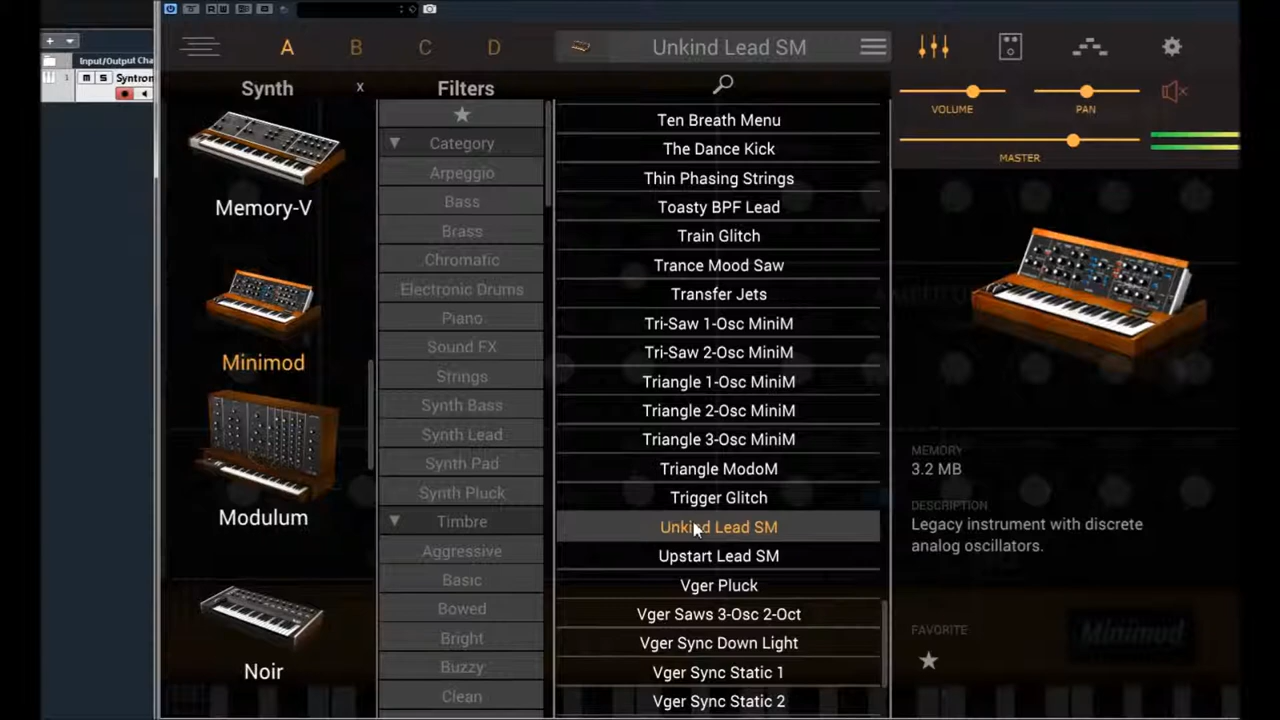 Input/Output Cha
1
M S Syntron
A
B
C
D
Unkind Lead SM
VOLUME
PAN
MASTER
Synth
x
Memory-V
Minimod
Modulum
Noir
Filters
Category
Arpeggio
Bass
Brass
Chromatic
Electronic Drums
Piano
Sound FX
Strings
Synth Bass
Synth Lead
Synth Pad
Synth Pluck
Timbre
Aggressive
Basic
Bowed
Bright
Buzzy
Clean
Ten Breath Menu
The Dance Kick
Thin Phasing Strings
Toasty BPF Lead
Train Glitch
Trance Mood Saw
Transfer Jets
Tri-Saw 1-Osc MiniM
Tri-Saw 2-Osc MiniM
Triangle 1-Osc MiniM
Triangle 2-Osc MiniM
Triangle 3-Osc MiniM
Triangle ModoM
Trigger Glitch
Unkind Lead SM
Upstart Lead SM
Vger Pluck
Vger Saws 3-Osc 2-Oct
Vger Sync Down Light
Vger Sync Static 1
Vger Sync Static 2
MEMORY
3.2 MB
DESCRIPTION
Legacy instrument with discrete
analog oscillators.
FAVORITE
Minimod